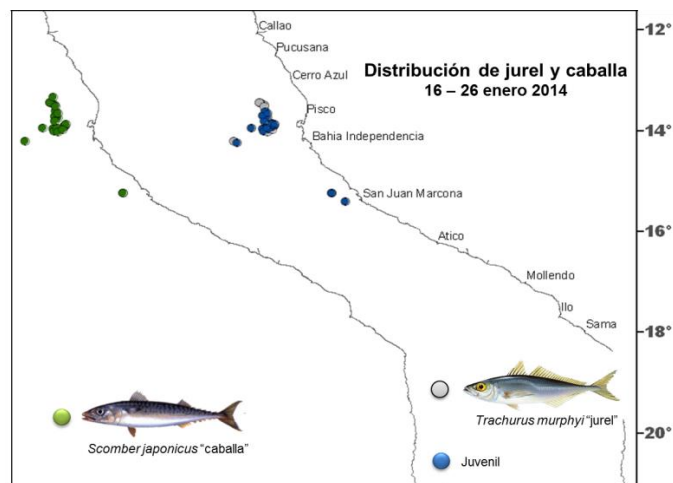 Callao
12°
Pucusana
Distribución de jurel y caballa
Cerro Azul
16 – 26 enero 2014
Pisco
14°
Bahia Independencia
San Juan Marcona
16°
Atico
Mollendo
Ilo
Sama
18°
Trachurus murphyi "jurel"
Scomber japonicus "caballa"
20°
Juvenil